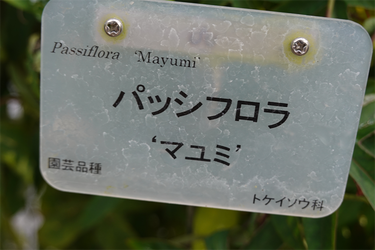 Passiflora ‘Mayumi’
パッシフロラ
‘マユミ’
園芸品種
トケイソウ科